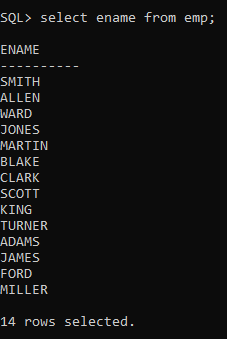 SQL> select ename from emp;
ENAME
----------
SMITH
ALLEN
WARD
JONES
MARTIN
BLAKE
CLARK
SCOTT
KING
TURNER
ADAMS
JAMES
FORD
MILLER
14 rows selected.